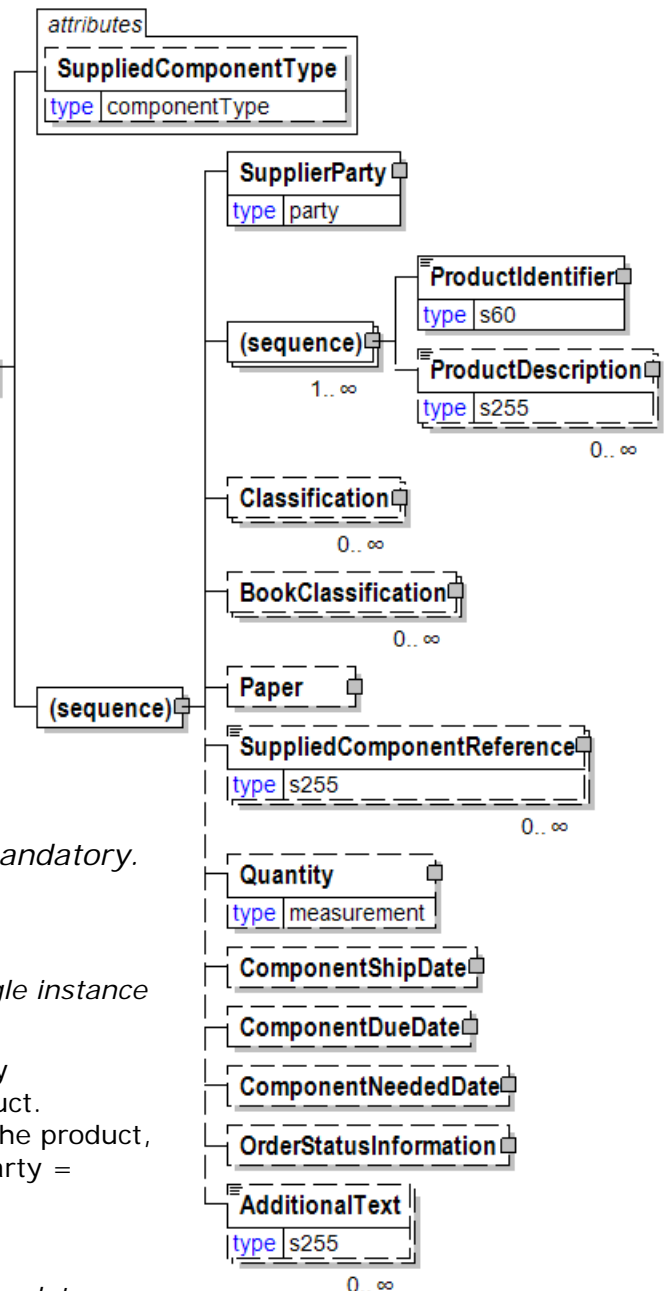 attributes
SuppliedComponentType
type componentType
SupplierParty
type party
ProductIdentifier
type s60
(sequence)
1.. ∞
ProductDescription
type s255
0.. ∞
Classification
0.. ∞
BookClassification
0.. ∞
Paper
(sequence)
SuppliedComponentReference
type s255
0.. ∞
andatory.
Quantity
type measurement
gle instance
ComponentShipDate
ComponentDueDate
y
ComponentNeededDate
uct.
he product,
OrderStatusInformation
arty =
AdditionalText
type s255
0.. ∞